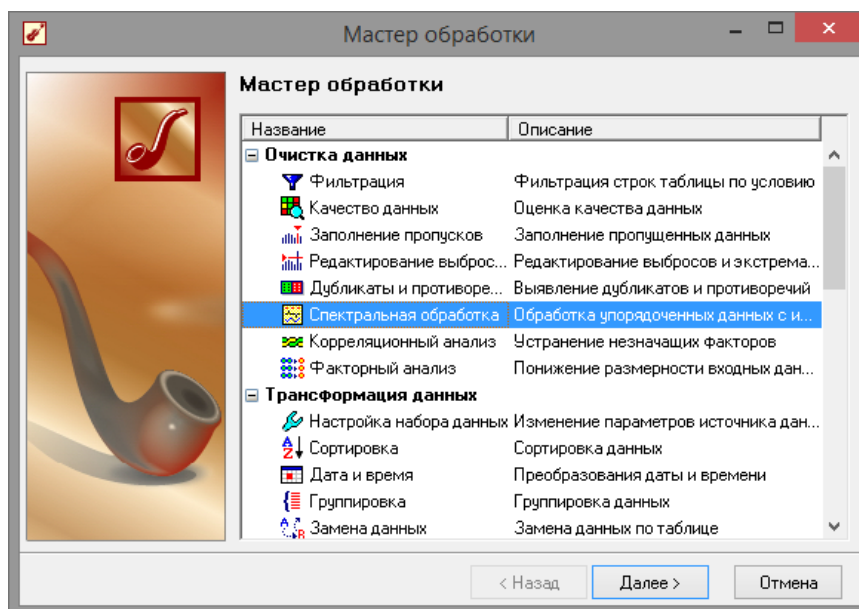 Мастер обработки
Мастер обработки
Название Описание
Очистка данных
Фильтрация Фильтрация строк таблицы по условию
Качество данных Оценка качества данных
Заполнение пропусков Заполнение пропущенных данных
Редактирование выброс... Редактирование выбросов и экстрема...
Дубликаты и противоре... Выявление дубликатов и противоречий
Спектральная обработка Обработка упорядоченных данных с и...
Корреляционный анализ Устранение незначащих факторов
Факторный анализ Понижение размерности входных дан...
Трансформация данных
Настройка набора данных Изменение параметров источника дан...
Сортировка Сортировка данных
Дата и время Преобразования даты и времени
Группировка Группировка данных
Замена данных Замена данных по таблице
< Назад Далее > Отмена